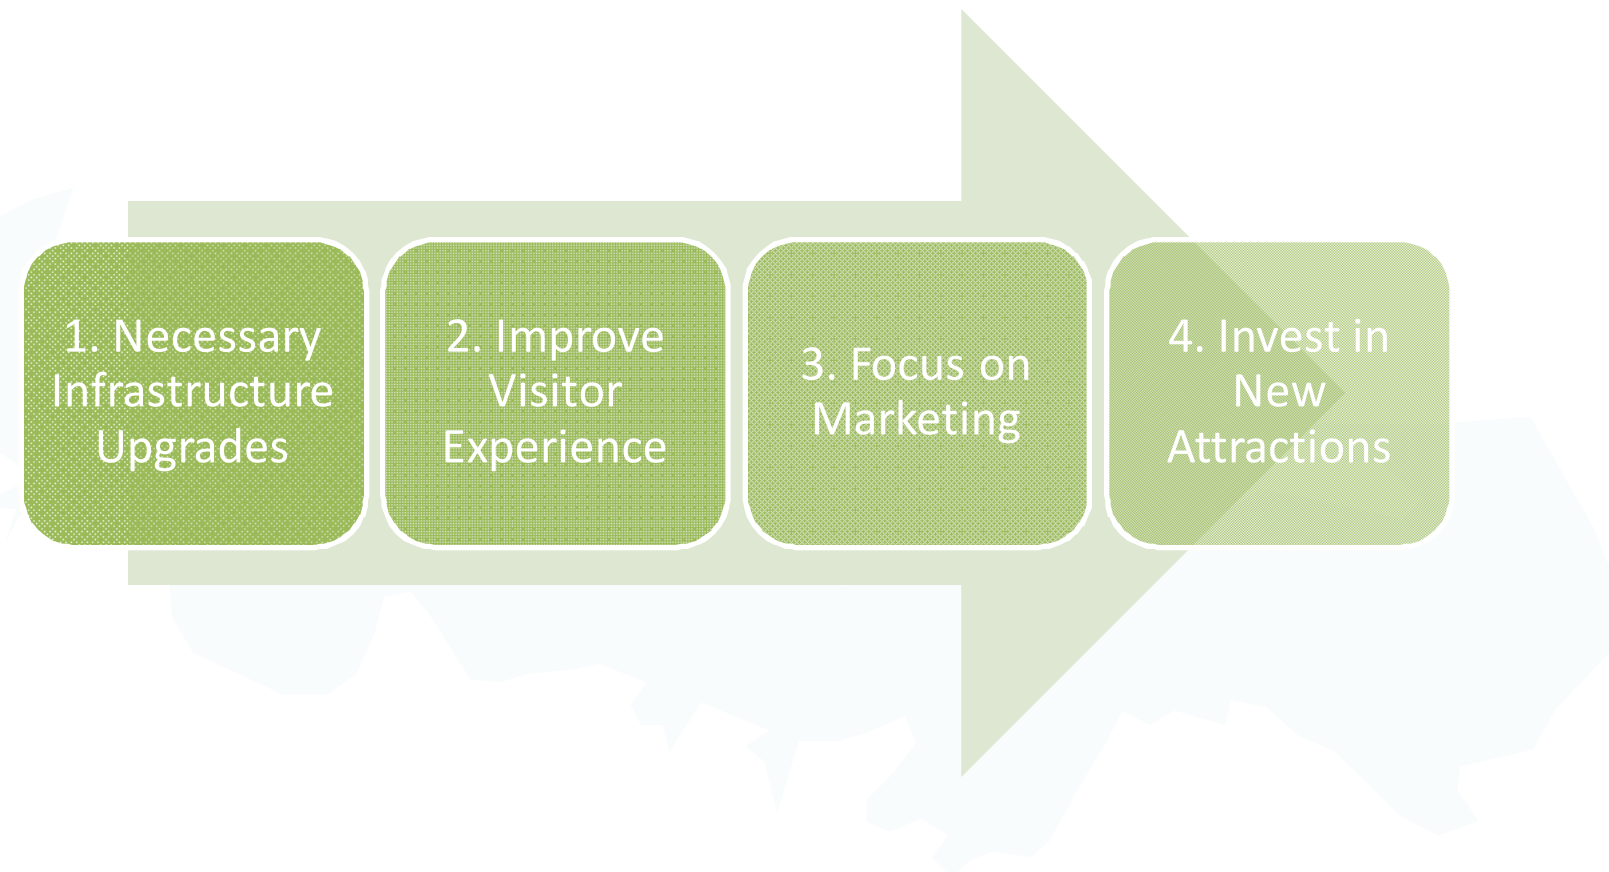 1. Necessary
Infrastructure
Upgrades
2. Improve
Visitor
Experience
3. Focus on
Marketing
4. Invest in
New
Attractions